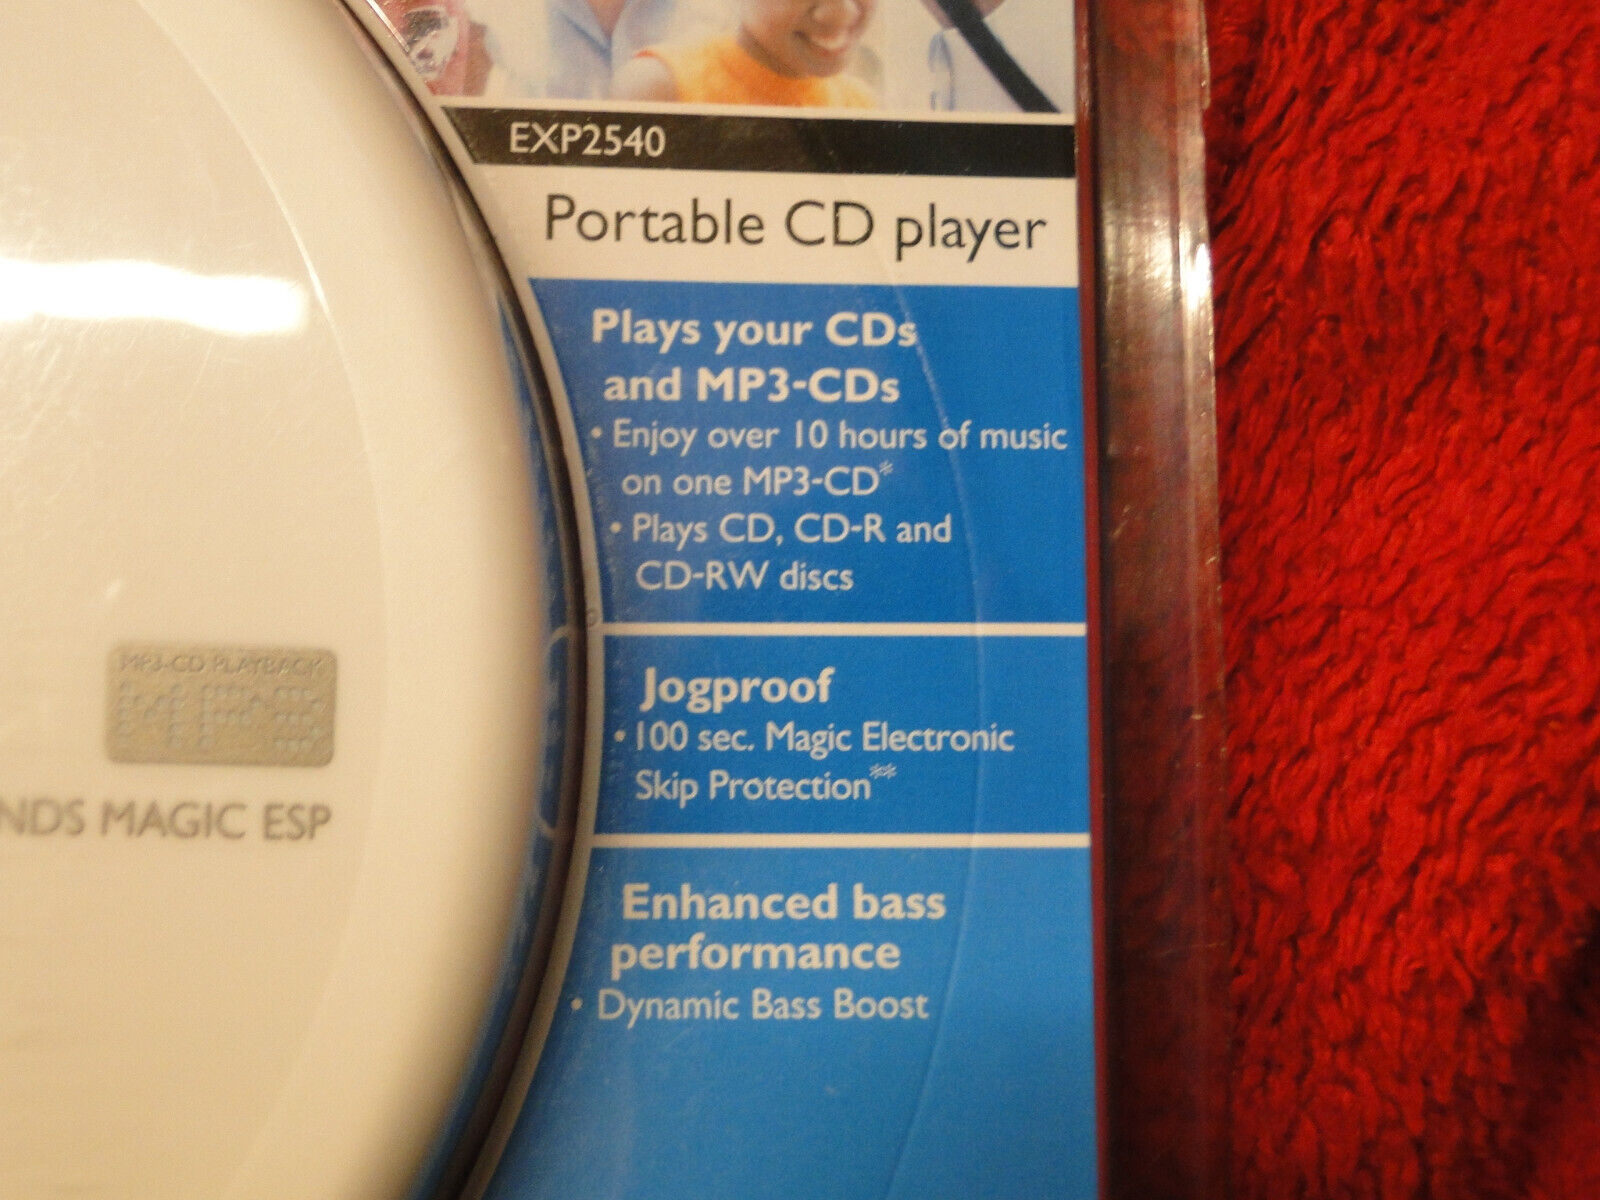 EXP2540
Portable CD player
Plays your CDs
and MP3-CDs
• Enjoy over 10 hours of music
on one MP3-CD*
• Plays CD, CD-R and
CD-RW discs
Jogproof
• 100 sec. Magic Electronic
Skip Protection**
Enhanced bass
performance
• Dynamic Bass Boost
MP3-CD PLAYBACK
MP3
NDS MAGIC ESP